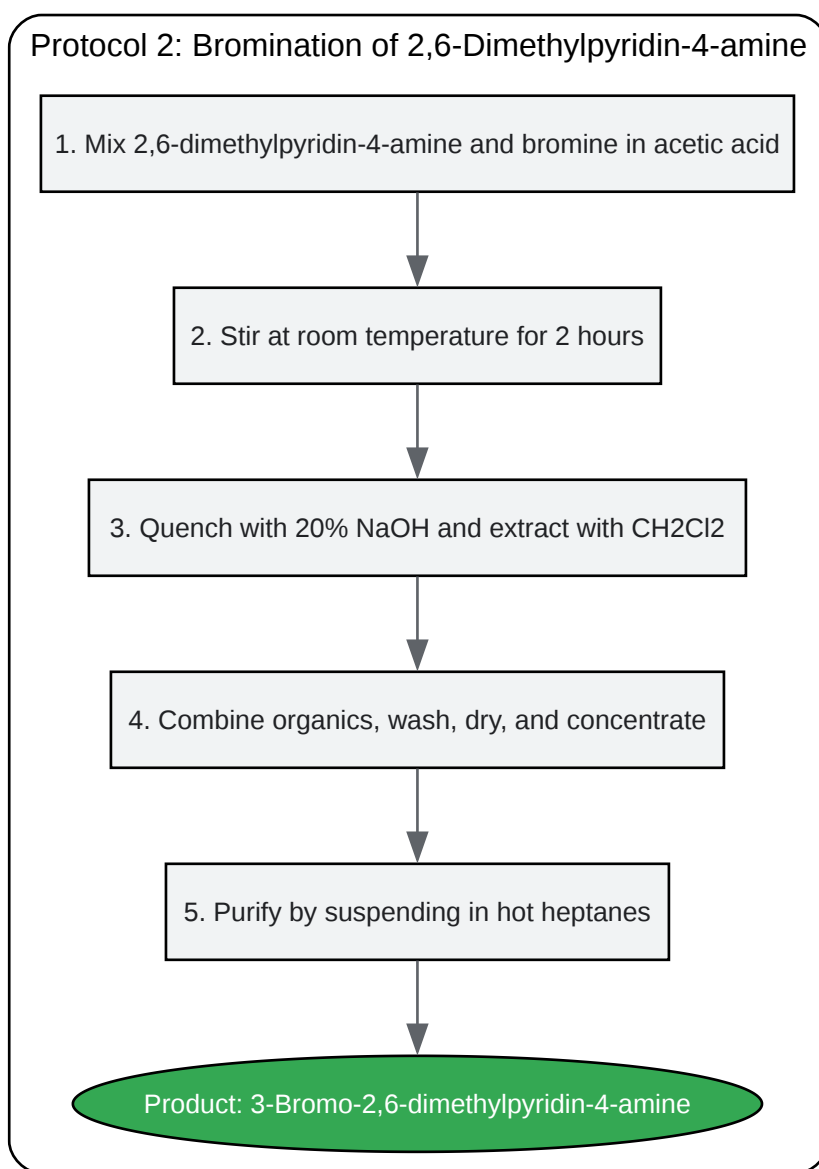 Protocol 2: Bromination of 2,6-Dimethylpyridin-4-amine
1. Mix 2,6-dimethylpyridin-4-amine and bromine in acetic acid
2. Stir at room temperature for 2 hours
3. Quench with 20% NaOH and extract with CH2Cl2
4. Combine organics, wash, dry, and concentrate
5. Purify by suspending in hot heptanes
Product: 3-Bromo-2,6-dimethylpyridin-4-amine